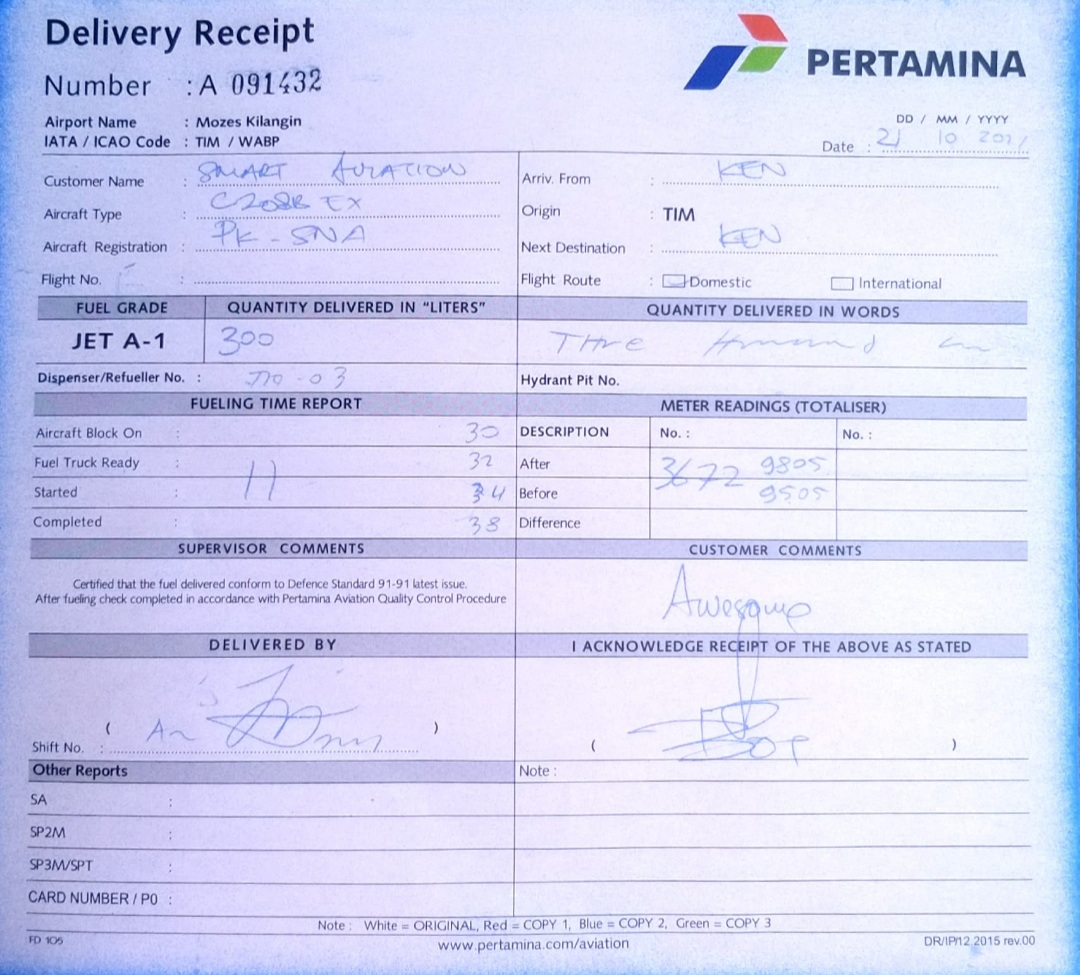 Delivery Receipt
PERTAMINA
Number : A 091432
Airport Name : Mozes Kilangin
IATA / ICAO Code : TIM / WABP
DD / MM / YYYY
Date : 21 10 2021
Customer Name : SMART AVIATION
Arriv. From : KEN
Aircraft Type : C208B EX
Origin : TIM
Aircraft Registration : PK - SNA
Next Destination : KEN
Flight No. :
Flight Route : Domestic International
FUEL GRADE QUANTITY DELIVERED IN "LITERS" QUANTITY DELIVERED IN WORDS
JET A-1 300 THRE
Dispenser/Refueller No. : - 03 Hydrant Pit No.
FUELING TIME REPORT METER READINGS (TOTALISER)
Aircraft Block On : 30 DESCRIPTION No. : No. :
Fuel Truck Ready : 32 After 3672 9805
Started : 11 34 Before 9505
Completed : 38 Difference
SUPERVISOR COMMENTS CUSTOMER COMMENTS
Certified that the fuel delivered conform to Defence Standard 91-91 latest issue.
After fueling check completed in accordance with Pertamina Aviation Quality Control Procedure
Awesome
DELIVERED BY I ACKNOWLEDGE RECEIPT OF THE ABOVE AS STATED
( )
Shift No. :
( )
Other Reports Note :
SA :
SP2M :
SP3M/SPT :
CARD NUMBER / P0 :
Note : White = ORIGINAL, Red = COPY 1, Blue = COPY 2, Green = COPY 3
FD 105 www.pertamina.com/aviation DR/IP/12 2015 rev.00